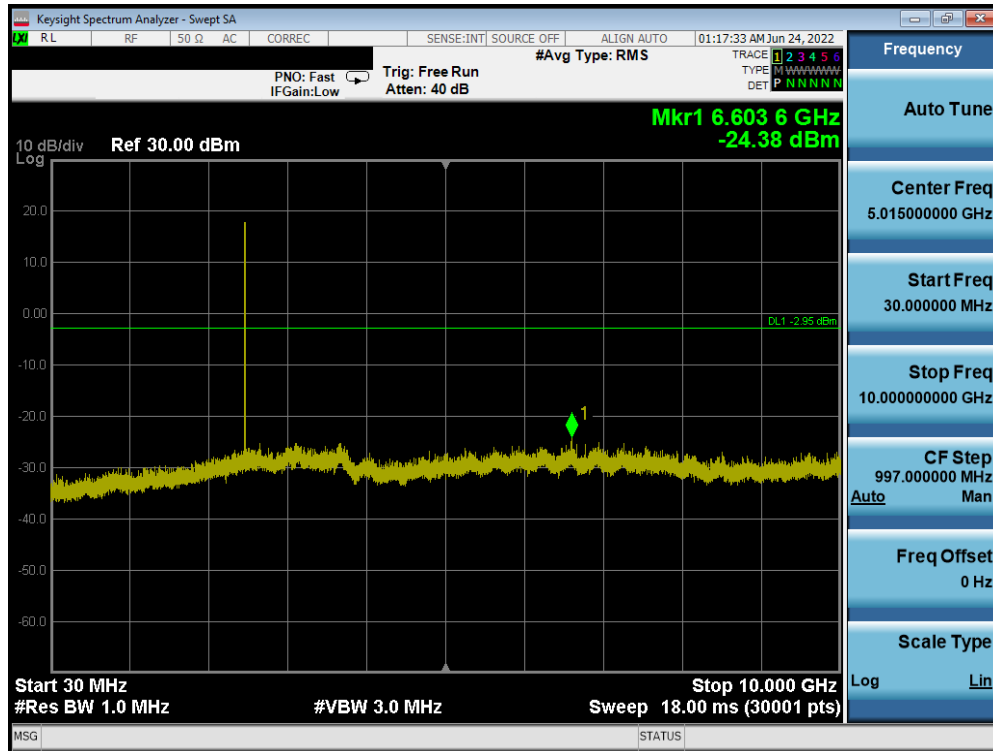 Keysight Spectrum Analyzer - Swept SA
LXI RL RF 50 Ω AC CORREC SENSE:INT SOURCE OFF ALIGN AUTO 01:17:33 AM Jun 24, 2022
#Avg Type: RMS TRACE 1 2 3 4 5 6
PNO: Fast Trig: Free Run TYPE M WWWWW
IFGain:Low Atten: 40 dB DET P N N N N N
Mkr1 6.603 6 GHz
10 dB/div Ref 30.00 dBm -24.38 dBm
Log
20.0
10.0
0.00
DL1 -2.95 dBm
-10.0
-20.0
1
-30.0
-40.0
-50.0
-60.0
Start 30 MHz Stop 10.000 GHz
#Res BW 1.0 MHz #VBW 3.0 MHz Sweep 18.00 ms (30001 pts)
MSG STATUS
Frequency
Auto Tune
Center Freq
5.015000000 GHz
Start Freq
30.000000 MHz
Stop Freq
10.000000000 GHz
CF Step
997.000000 MHz
Auto Man
Freq Offset
0 Hz
Scale Type
Log Lin